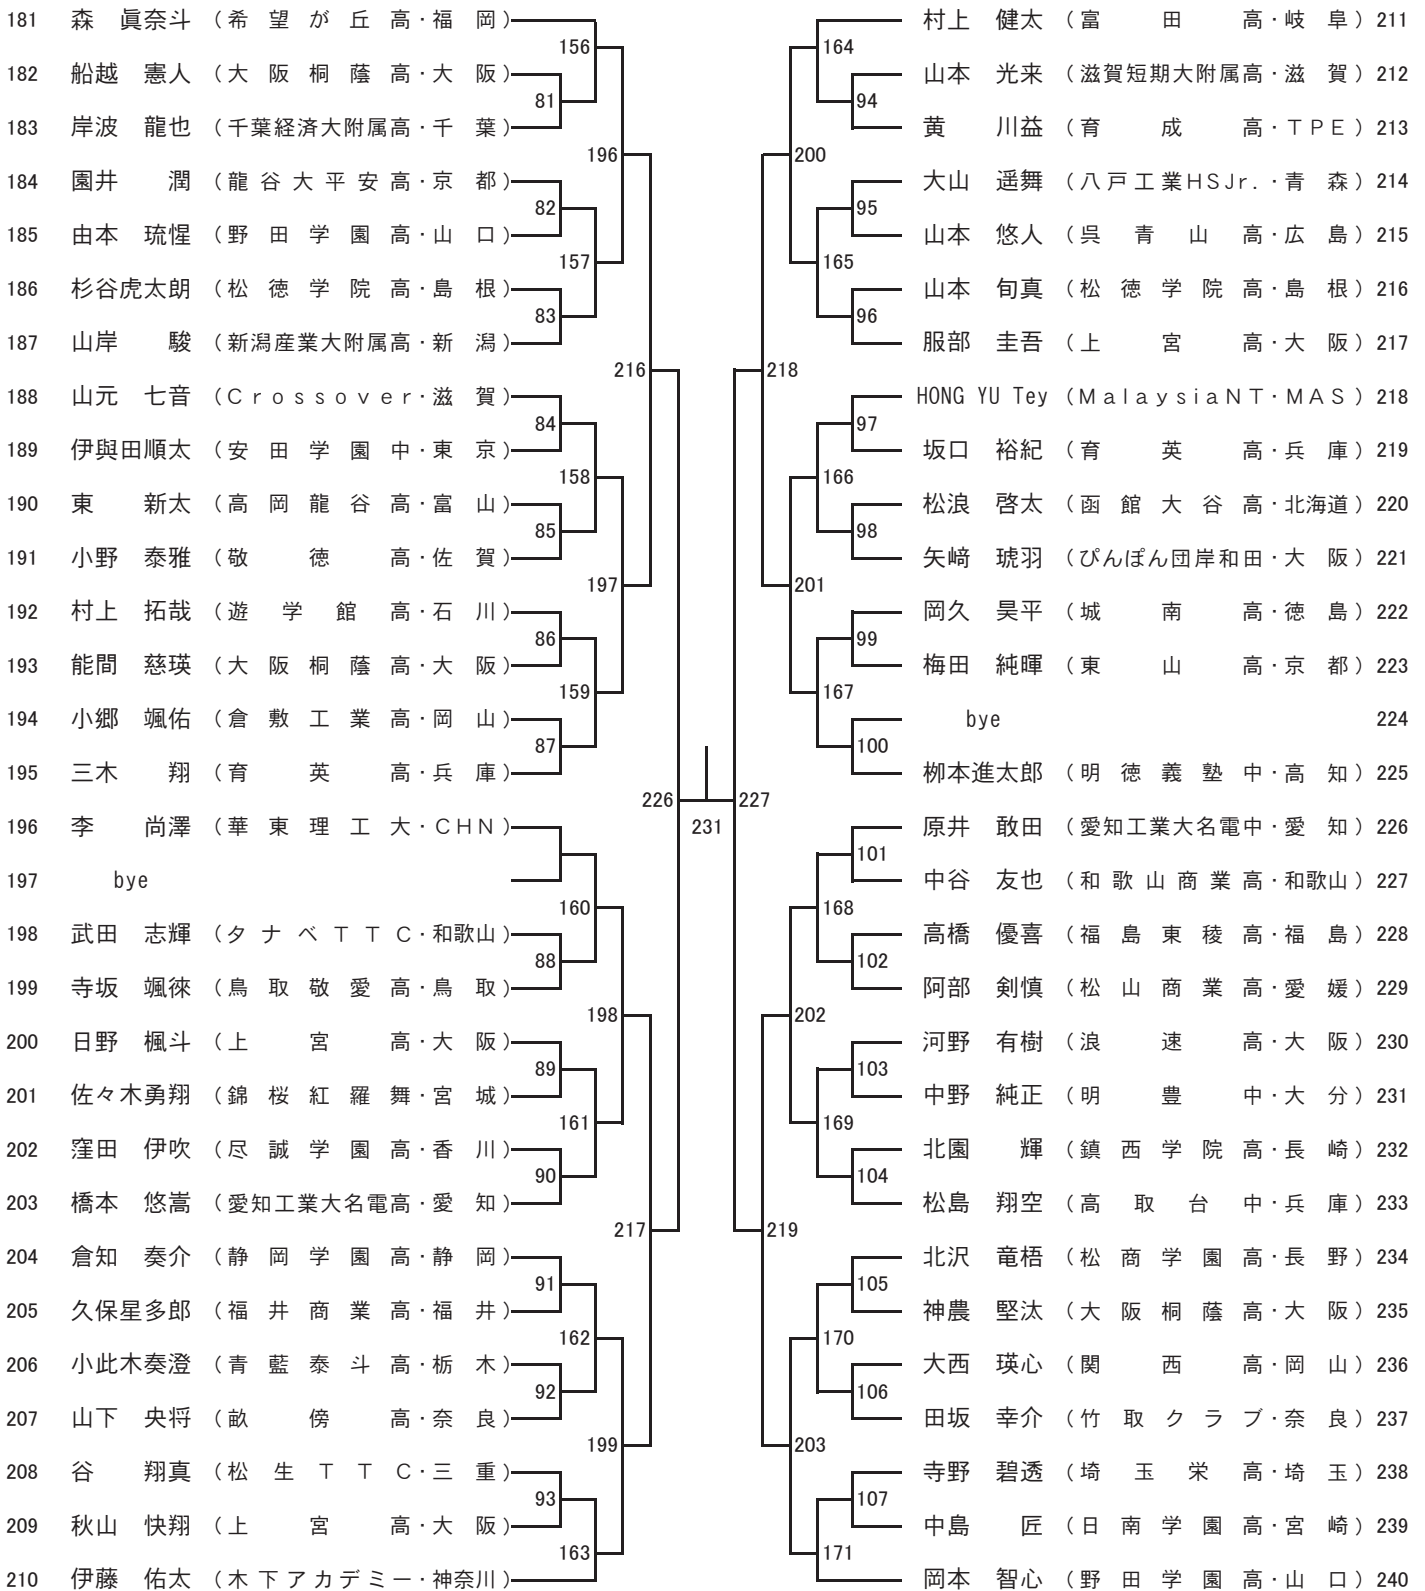 181 森 眞奈斗 （希望が丘高・福岡）
156
182 船越 憲人 （大阪桐蔭高・大阪）
81
183 岸波 龍也 （千葉経済大附属高・千葉）
196
184 園井 潤 （龍谷大平安高・京都）
82
185 由本 琉惺 （野田学園高・山口）
157
186 杉谷虎太朗 （松徳学院高・島根）
83
187 山岸 駿 （新潟産業大附属高・新潟）
216
188 山元 七音 （Crossover・滋賀）
84
189 伊與田順太 （安田学園中・東京）
158
190 東 新太 （高岡龍谷高・富山）
85
191 小野 泰雅 （敬徳高・佐賀）
197
192 村上 拓哉 （遊学館高・石川）
86
193 能間 慈瑛 （大阪桐蔭高・大阪）
159
194 小郷 颯佑 （倉敷工業高・岡山）
87
195 三木 翔 （育英高・兵庫）
226
196 李 尚澤 （華東理工大・CHN）
197 bye
160
198 武田 志輝 （タナベTTC・和歌山）
88
199 寺坂 颯徠 （鳥取敬愛高・鳥取）
198
200 日野 楓斗 （上宮高・大阪）
89
201 佐々木勇翔 （錦桜紅羅舞・宮城）
161
202 窪田 伊吹 （尽誠学園高・香川）
90
203 橋本 悠嵩 （愛知工業大名電高・愛知）
217
204 倉知 奏介 （静岡学園高・静岡）
91
205 久保星多郎 （福井商業高・福井）
162
206 小此木奏澄 （青藍泰斗高・栃木）
92
207 山下 央将 （畝傍高・奈良）
199
208 谷 翔真 （松生TTC・三重）
93
209 秋山 快翔 （上宮高・大阪）
163
210 伊藤 佑太 （木下アカデミー・神奈川）
231
村上 健太 （富田高・岐阜） 211
164
山本 光来 （滋賀短期大附属高・滋賀） 212
94
黄 川益 （育成高・TPE） 213
200
大山 遥舞 （八戸工業HSJr.・青森） 214
95
山本 悠人 （呉青山高・広島） 215
165
山本 旬真 （松徳学院高・島根） 216
96
服部 圭吾 （上宮高・大阪） 217
218
HONG YU Tey （MalaysiaNT・MAS） 218
97
坂口 裕紀 （育英高・兵庫） 219
166
松浪 啓太 （函館大谷高・北海道） 220
98
矢﨑 琥羽 （ぴんぽん団岸和田・大阪） 221
201
岡久 昊平 （城南高・徳島） 222
99
梅田 純暉 （東山高・京都） 223
167
bye 224
100
栁本進太郎 （明徳義塾中・高知） 225
227
原井 敢田 （愛知工業大名電中・愛知） 226
101
中谷 友也 （和歌山商業高・和歌山） 227
168
高橋 優喜 （福島東稜高・福島） 228
102
阿部 剣慎 （松山商業高・愛媛） 229
202
河野 有樹 （浪速高・大阪） 230
103
中野 純正 （明豊中・大分） 231
169
北園 輝 （鎮西学院高・長崎） 232
104
松島 翔空 （高取台中・兵庫） 233
219
北沢 竜梧 （松商学園高・長野） 234
105
神農 堅汰 （大阪桐蔭高・大阪） 235
170
大西 瑛心 （関西高・岡山） 236
106
田坂 幸介 （竹取クラブ・奈良） 237
203
寺野 碧透 （埼玉栄高・埼玉） 238
107
中島 匠 （日南学園高・宮崎） 239
171
岡本 智心 （野田学園高・山口） 240